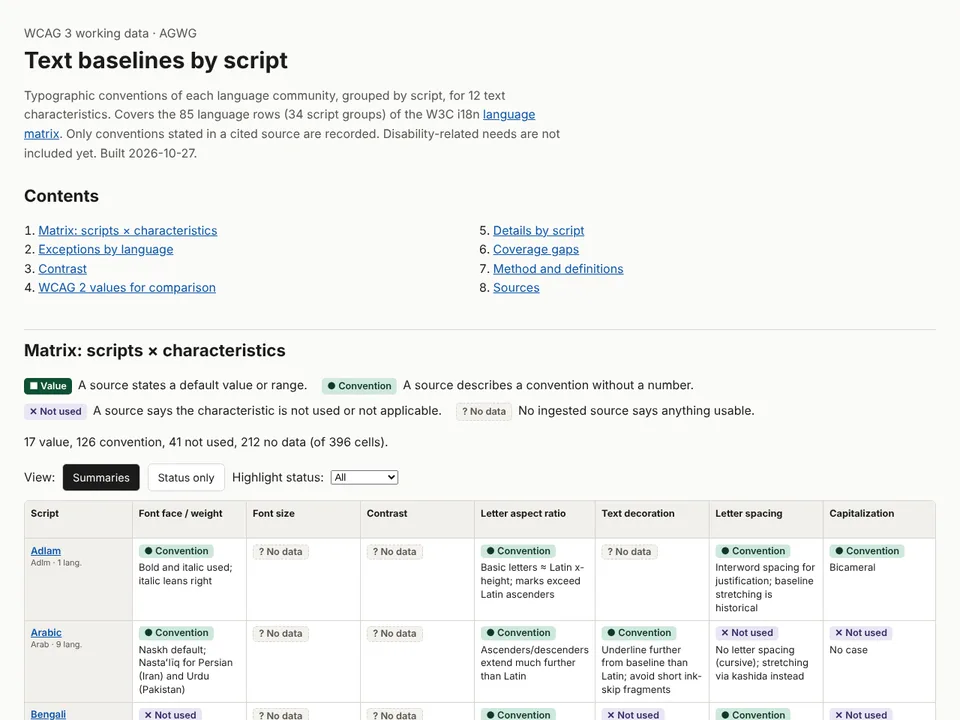 WCAG 3 working data · AGWG
Text baselines by script
Typographic conventions of each language community, grouped by script, for 12 text
characteristics. Covers the 85 language rows (34 script groups) of the W3C i18n language
matrix. Only conventions stated in a cited source are recorded. Disability-related needs are not
included yet. Built 2026-10-27.
Contents
1. Matrix: scripts × characteristics
2. Exceptions by language
3. Contrast
4. WCAG 2 values for comparison
5. Details by script
6. Coverage gaps
7. Method and definitions
8. Sources
Matrix: scripts × characteristics
■ Value A source states a default value or range. ● Convention A source describes a convention without a number.
✕ Not used A source says the characteristic is not used or not applicable. ? No data No ingested source says anything usable.
17 value, 126 convention, 41 not used, 212 no data (of 396 cells).
View: Summaries Status only Highlight status: All
Script Font face / weight Font size Contrast Letter aspect ratio Text decoration Letter spacing Capitalization
Adlam
Adlm · 1 lang.
● Convention
Bold and italic used;
italic leans right
? No data
? No data
● Convention
Basic letters ≈ Latin x-
height; marks exceed
Latin ascenders
? No data
● Convention
Interword spacing for
justification; baseline
stretching is
historical
● Convention
Bicameral
Arabic
Arab · 9 lang.
● Convention
Naskh default;
Nastaʿlīq for Persian
(Iran) and Urdu
(Pakistan)
? No data
? No data
● Convention
Ascenders/descenders
extend much further
than Latin
● Convention
Underline further
from baseline than
Latin; avoid short ink-
skip fragments
✕ Not used
No letter spacing
(cursive); stretching
via kashida instead
✕ Not used
No case
Bengali
✕ Not used
? No data
? No data
● Convention
✕ Not used
● Convention
✕ Not used